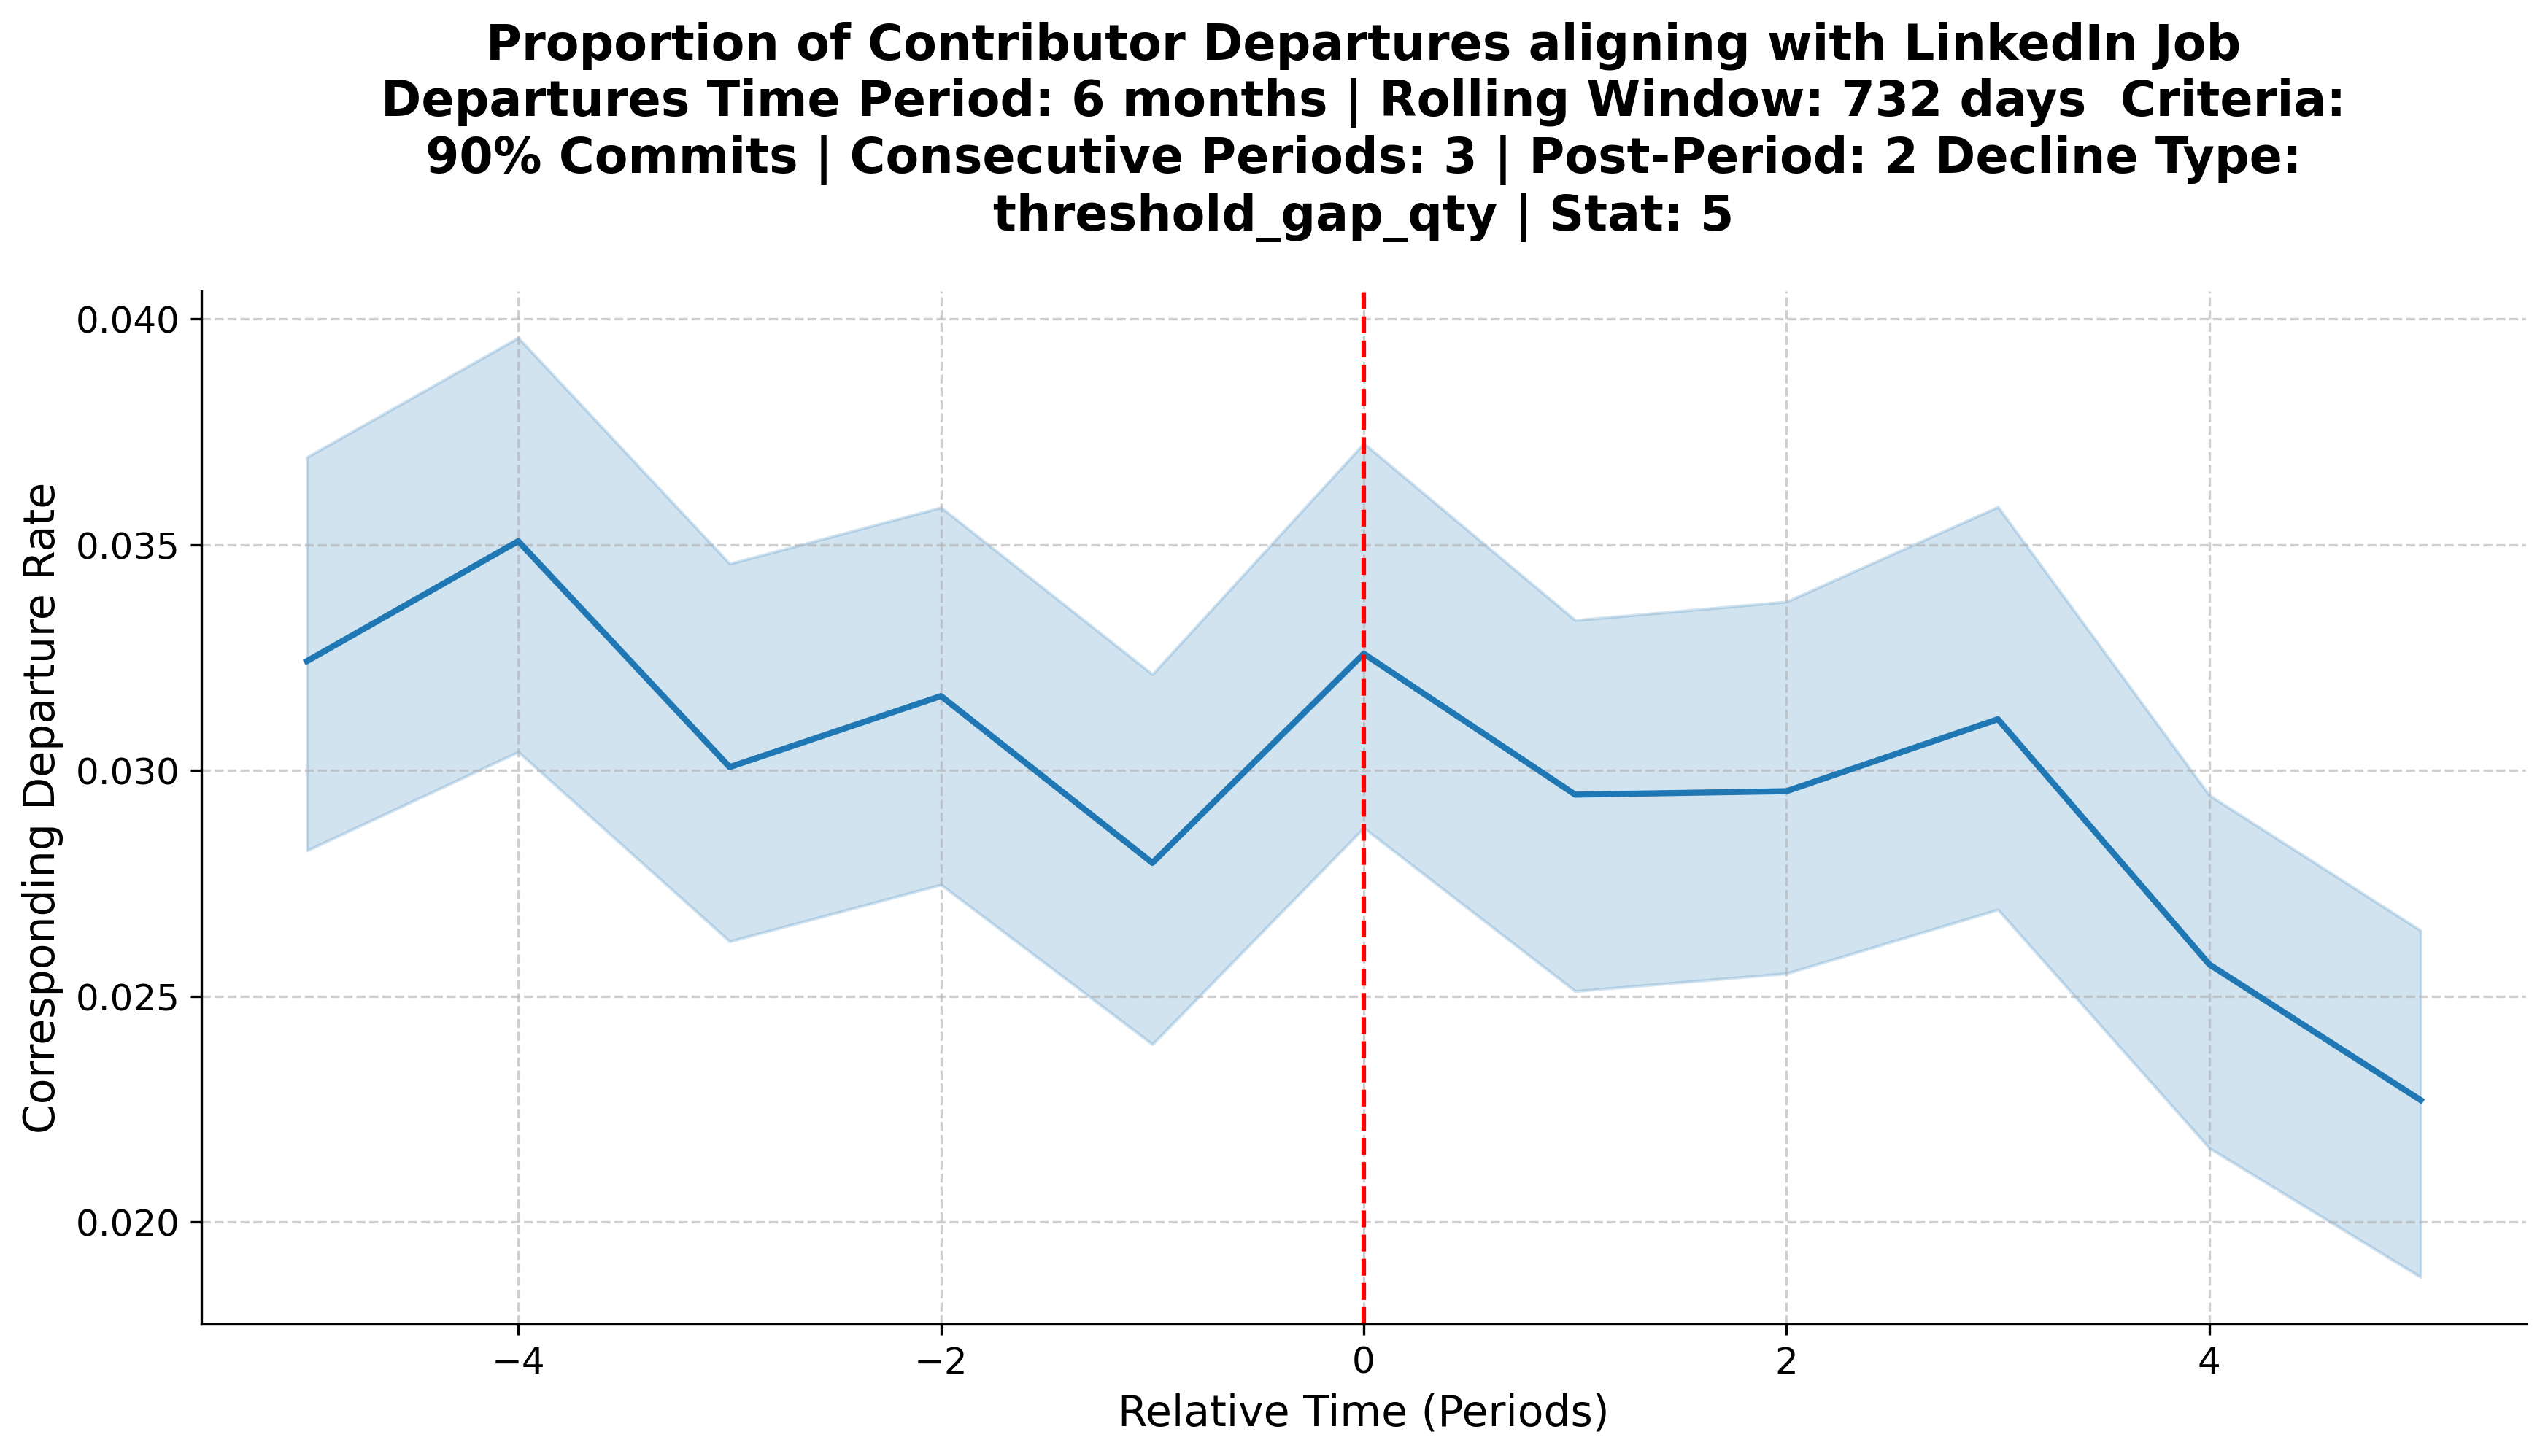 Proportion of Contributor Departures aligning with LinkedIn Job
Departures Time Period: 6 months | Rolling Window: 732 days  Criteria:
90% Commits | Consecutive Periods: 3 | Post-Period: 2 Decline Type:
threshold_gap_qty | Stat: 5
Corresponding Departure Rate
0.040
0.035
0.030
0.025
0.020
−4
−2
0
2
4
Relative Time (Periods)